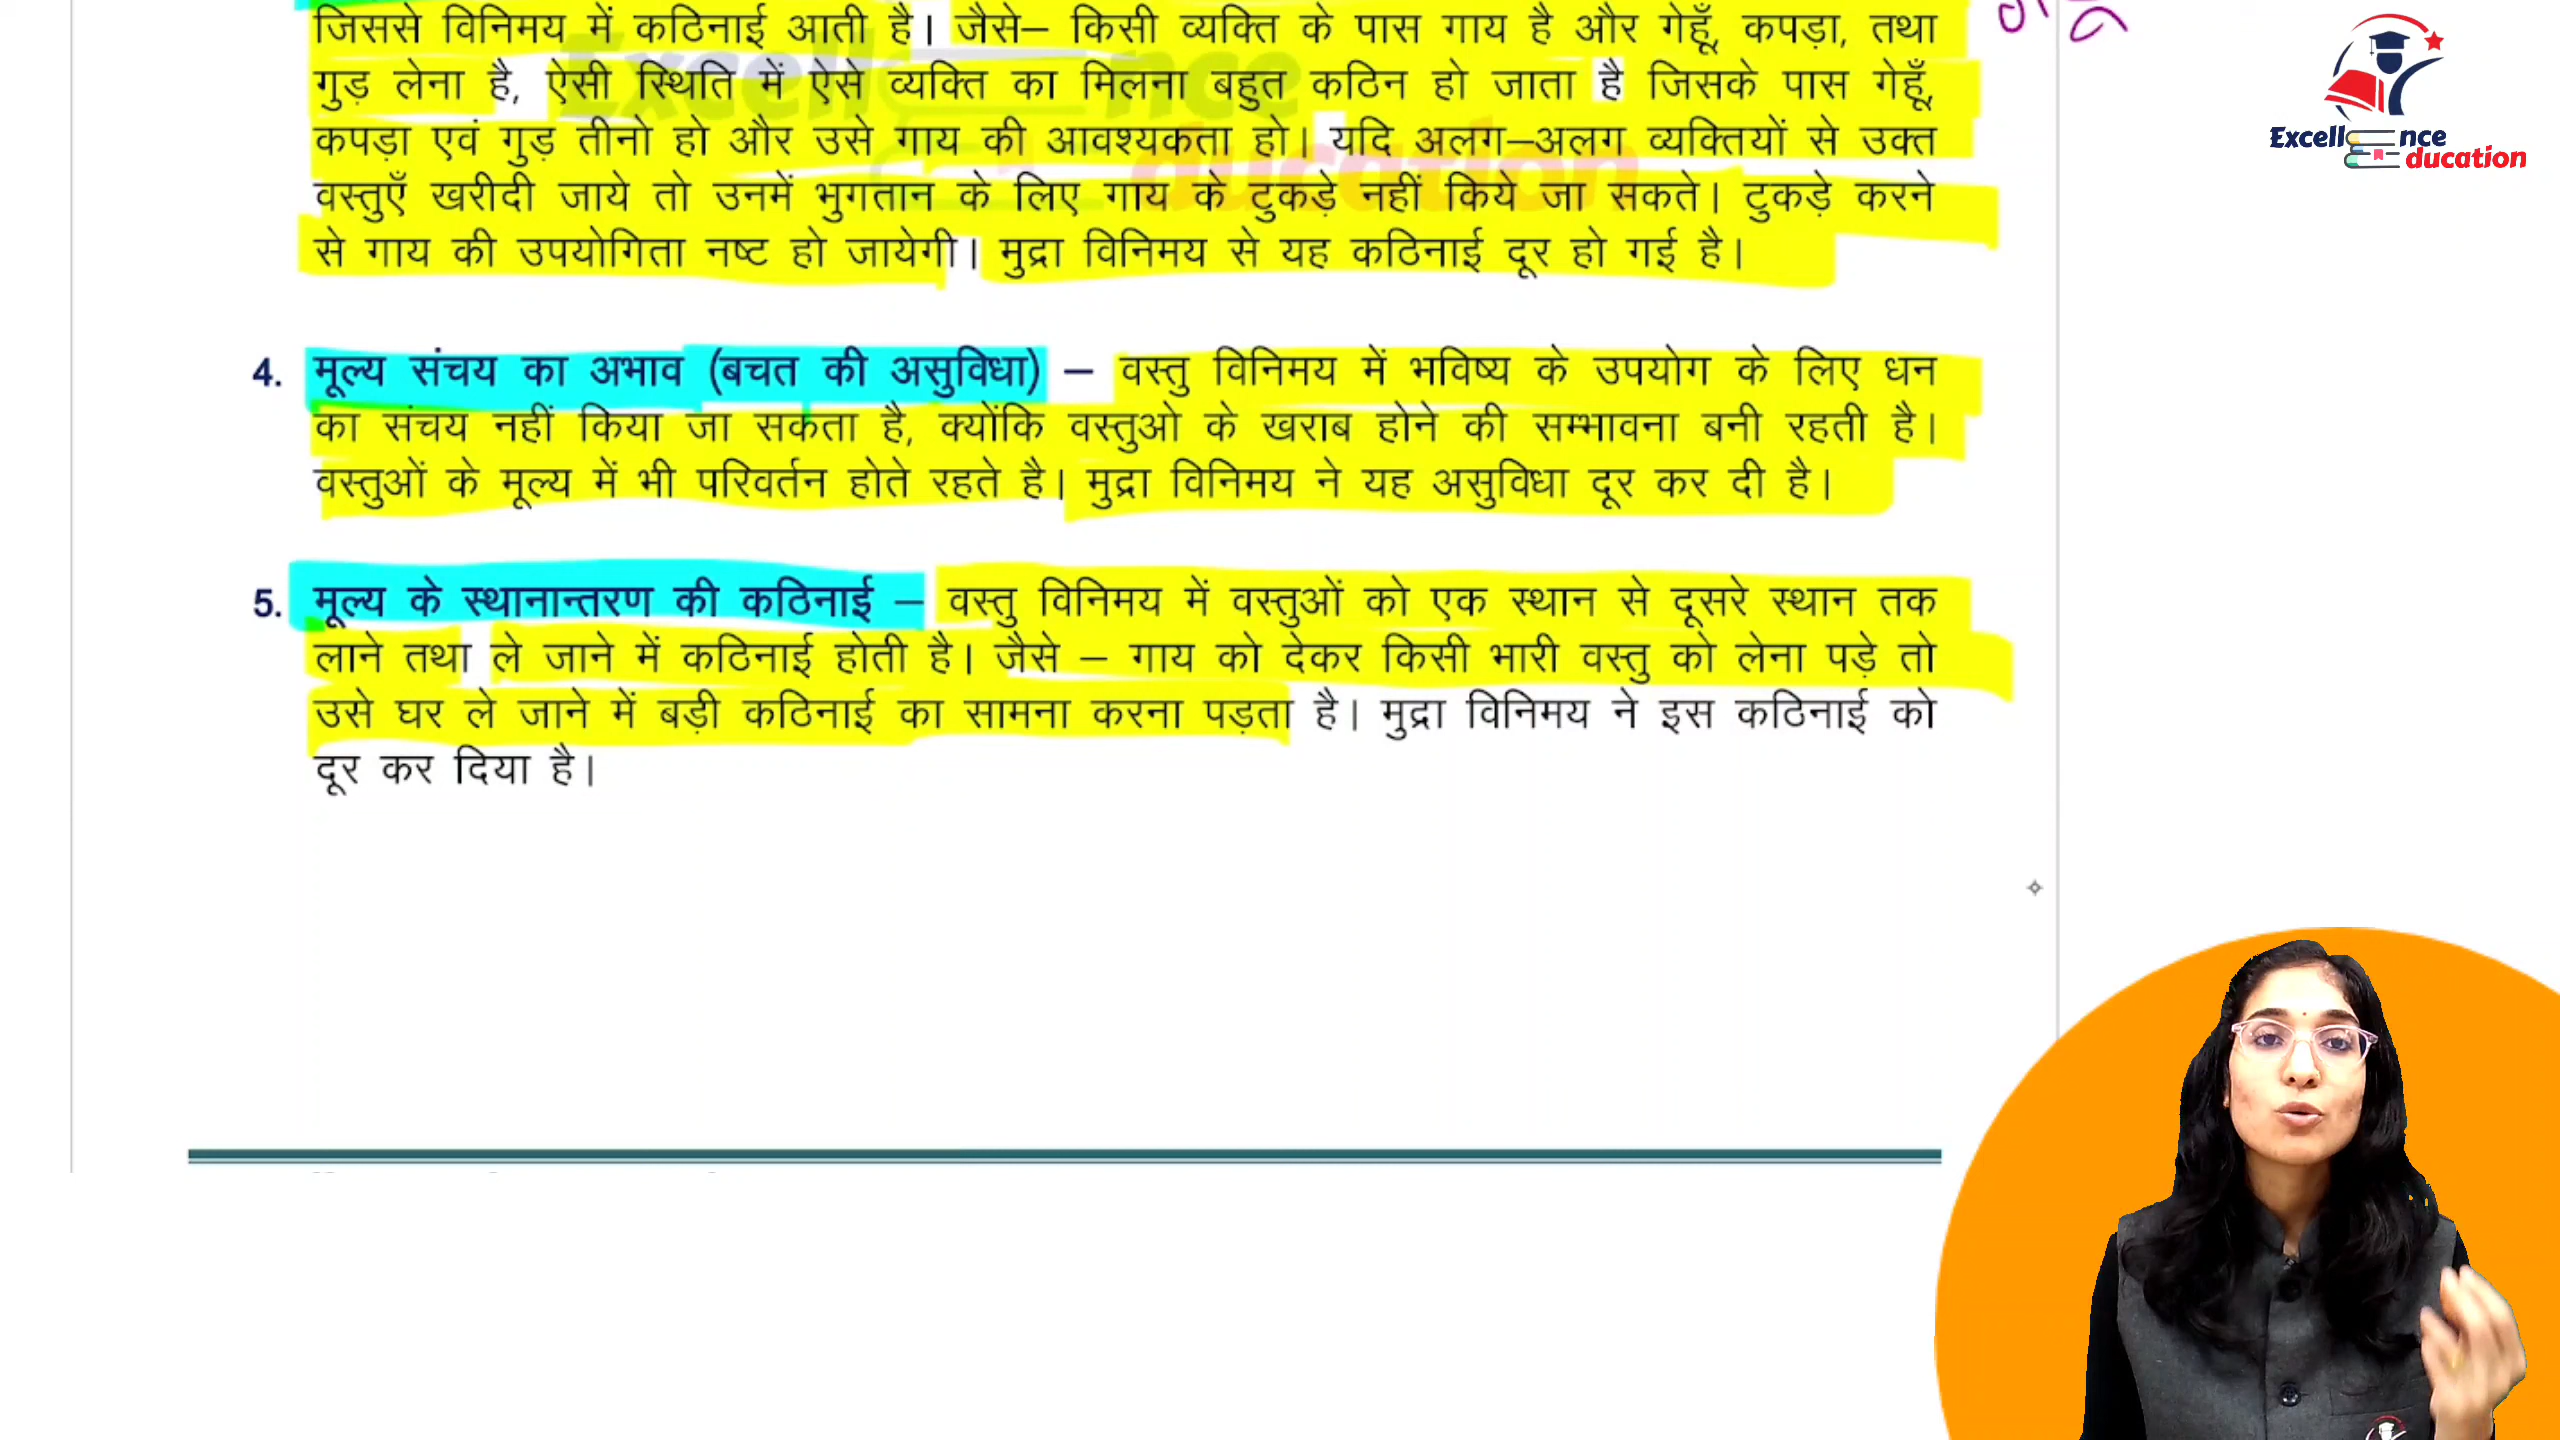 जिससे विनिमय में कठिनाई आती है। जैसे– किसी व्यक्ति के पास गाय है और गेहूँ, कपड़ा, तथा
गुड़ लेना है, ऐसी स्थिति में ऐसे व्यक्ति का मिलना बहुत कठिन हो जाता है जिसके पास गेहूँ,
कपड़ा एवं गुड़ तीनो हो और उसे गाय की आवश्यकता हो। यदि अलग–अलग व्यक्तियों से उक्त
वस्तुएँ खरीदी जाये तो उनमें भुगतान के लिए गाय के टुकड़े नहीं किये जा सकते। टुकड़े करने
से गाय की उपयोगिता नष्ट हो जायेगी। मुद्रा विनिमय से यह कठिनाई दूर हो गई है।
4. मूल्य संचय का अभाव (बचत की असुविधा) – वस्तु विनिमय में भविष्य के उपयोग के लिए धन
का संचय नहीं किया जा सकता है, क्योंकि वस्तुओ के खराब होने की सम्भावना बनी रहती है।
वस्तुओं के मूल्य में भी परिवर्तन होते रहते है। मुद्रा विनिमय ने यह असुविधा दूर कर दी है।
5. मूल्य के स्थानान्तरण की कठिनाई – वस्तु विनिमय में वस्तुओं को एक स्थान से दूसरे स्थान तक
लाने तथा ले जाने में कठिनाई होती है। जैसे – गाय को देकर किसी भारी वस्तु को लेना पड़े तो
उसे घर ले जाने में बड़ी कठिनाई का सामना करना पड़ता है। मुद्रा विनिमय ने इस कठिनाई को
दूर कर दिया है।
Excellence
Education